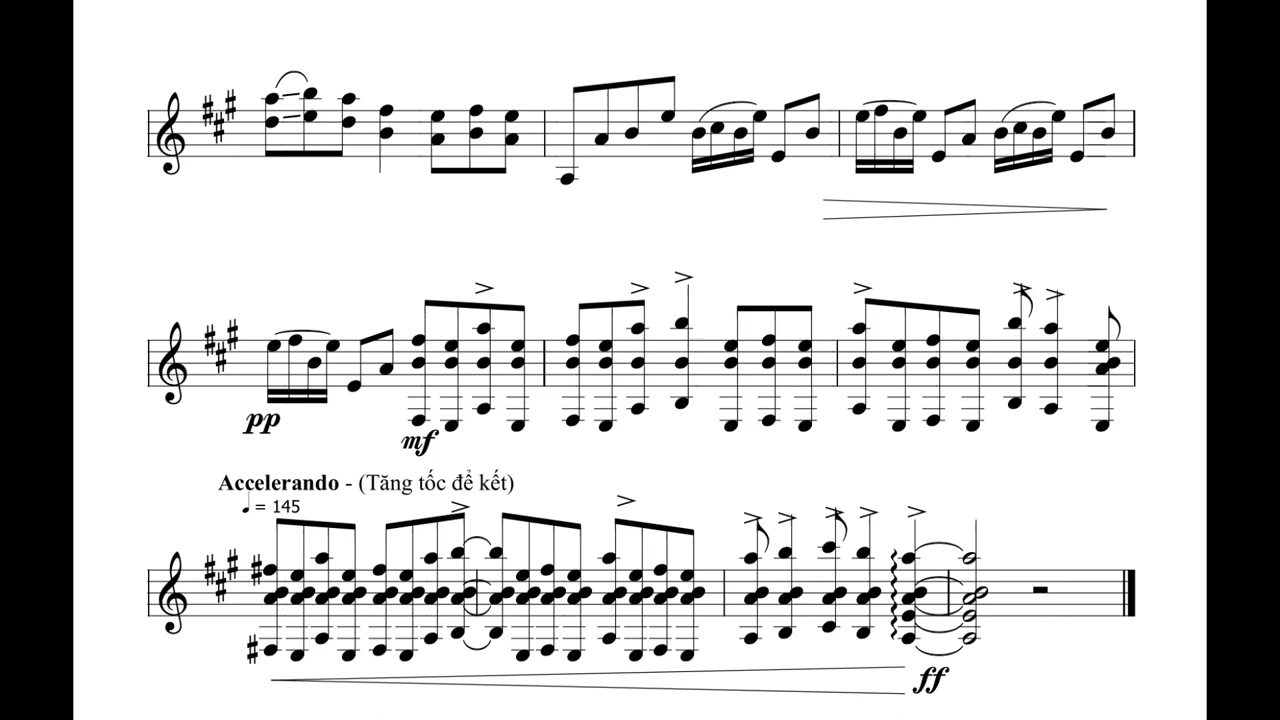 pp
mf
Accelerando - (Tăng tốc để kết)
♩ = 145
ff